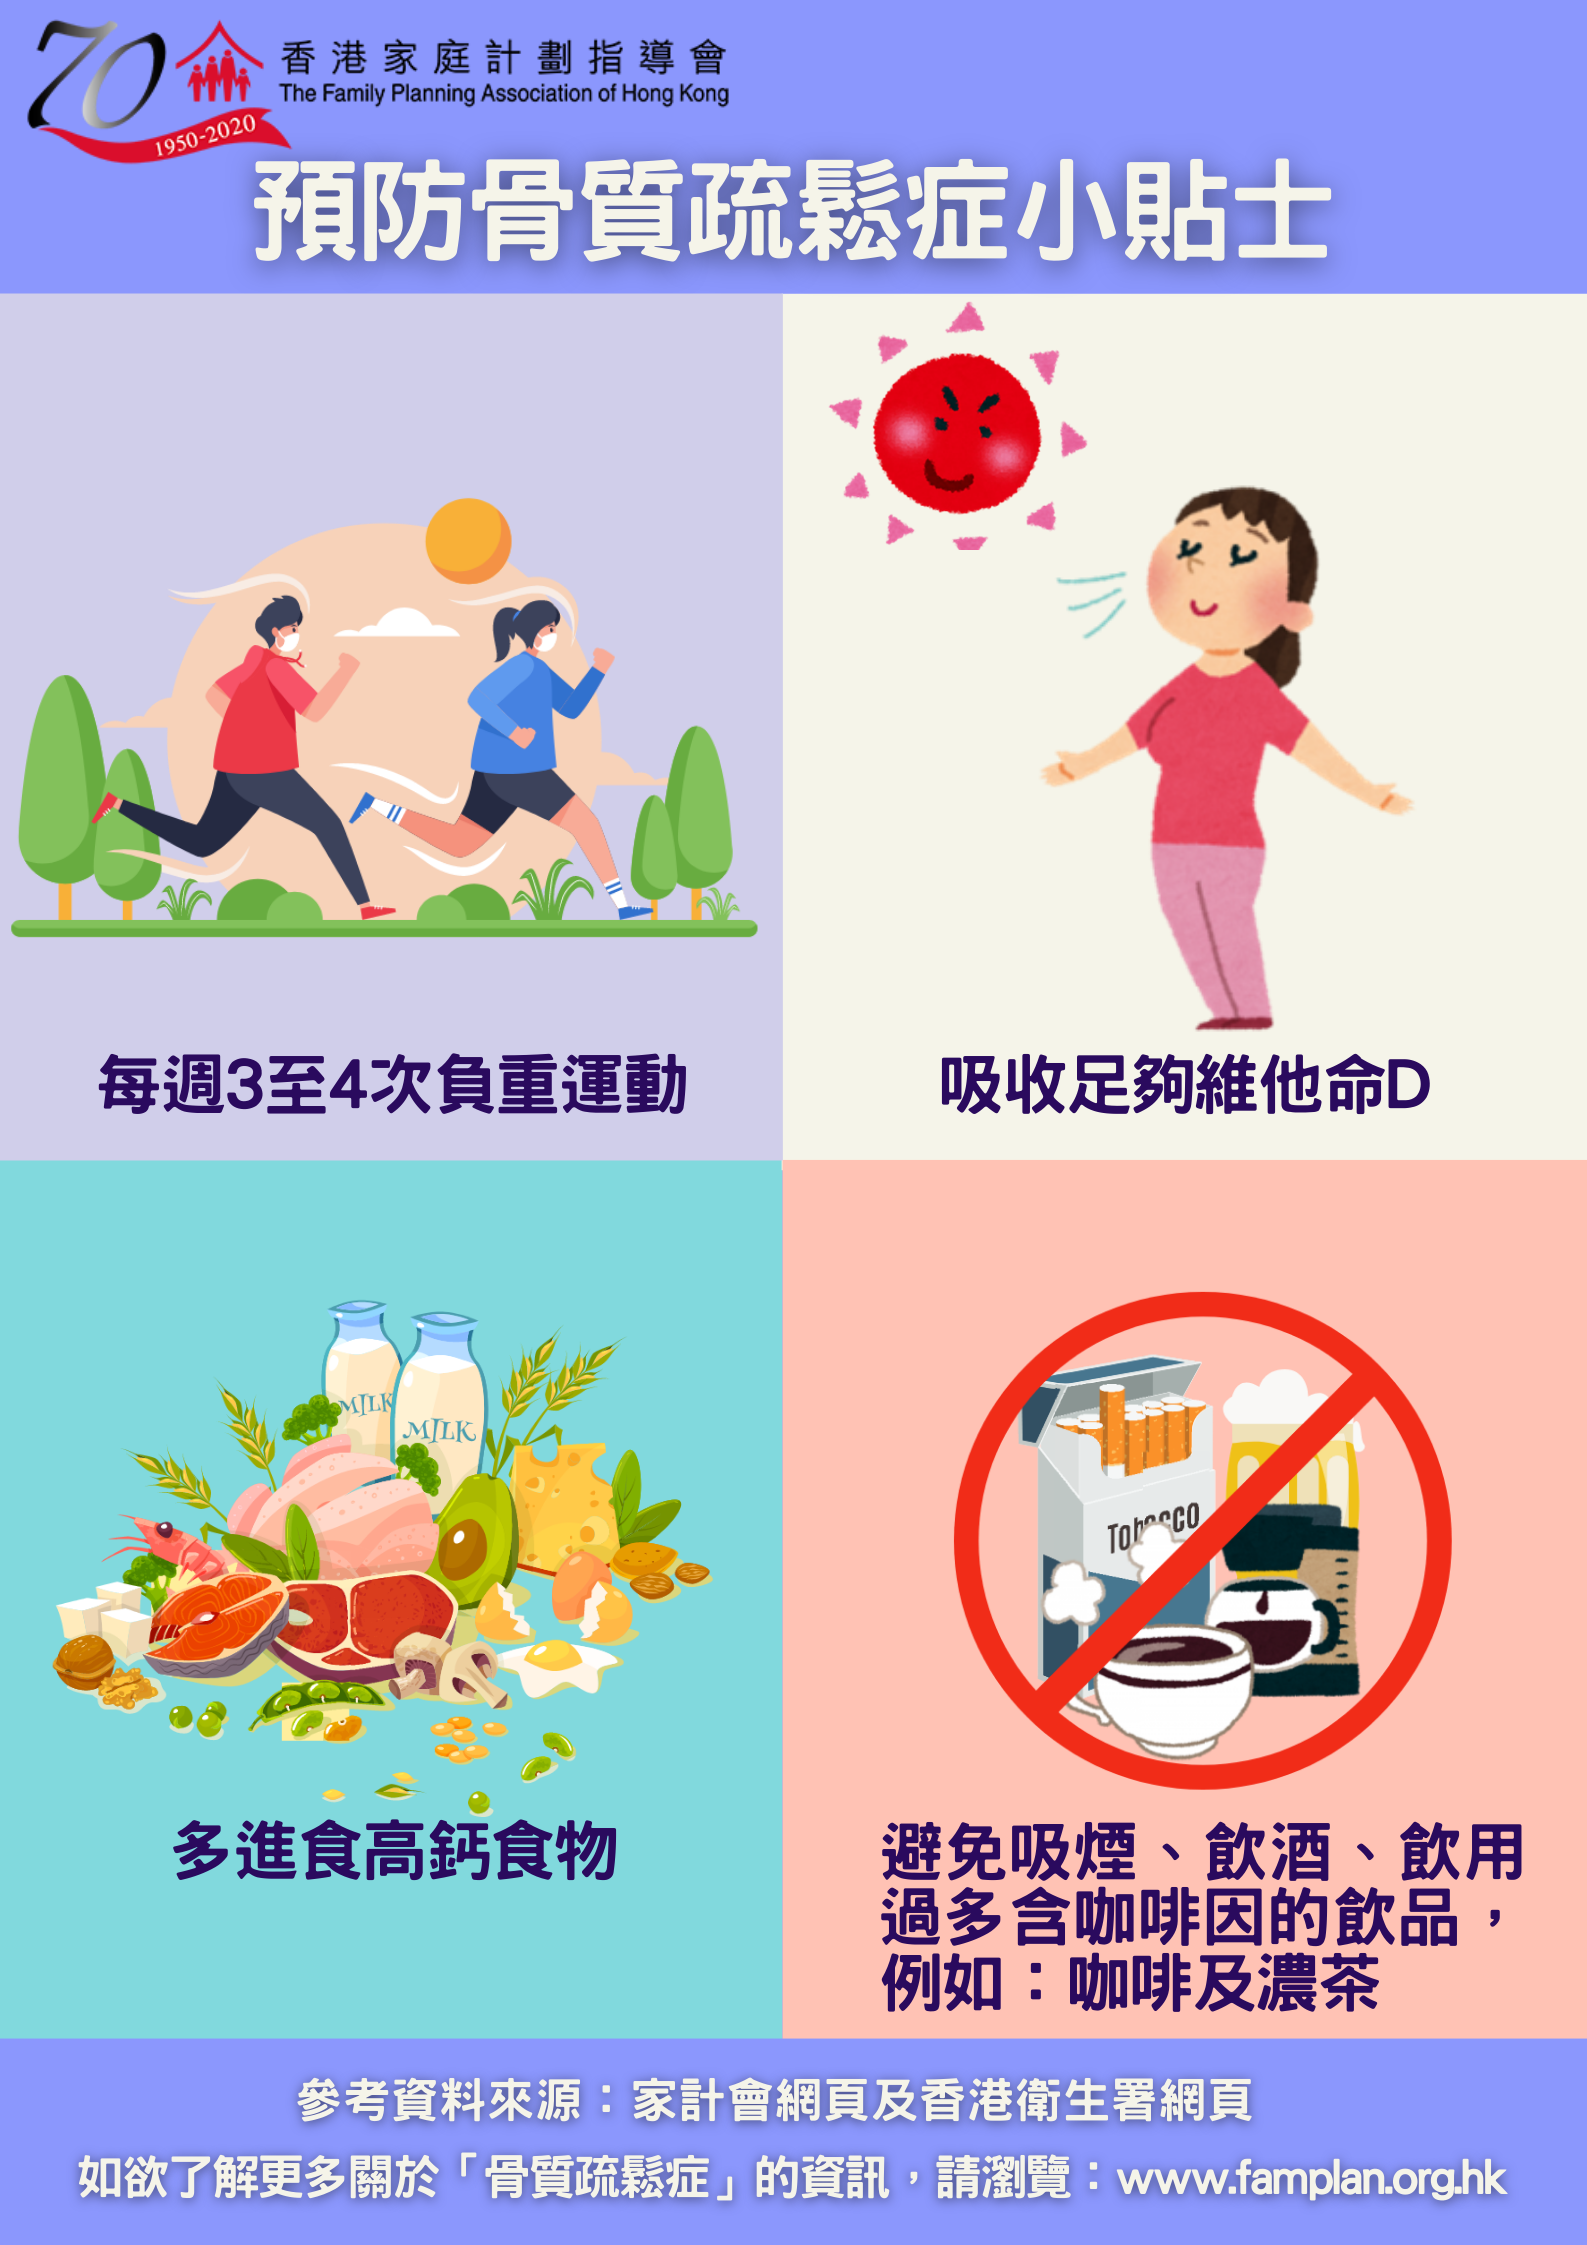 70
1950-2020
香港家庭計劃指導會
The Family Planning Association of Hong Kong
預防骨質疏鬆症小貼士
每週3至4次負重運動
吸收足夠維他命D
MILK
MILK
多進食高鈣食物
Tobacco
避免吸煙、飲酒、飲用
過多含咖啡因的飲品，
例如：咖啡及濃茶
參考資料來源：家計會網頁及香港衛生署網頁
如欲了解更多關於「骨質疏鬆症」的資訊，請瀏覽：www.famplan.org.hk